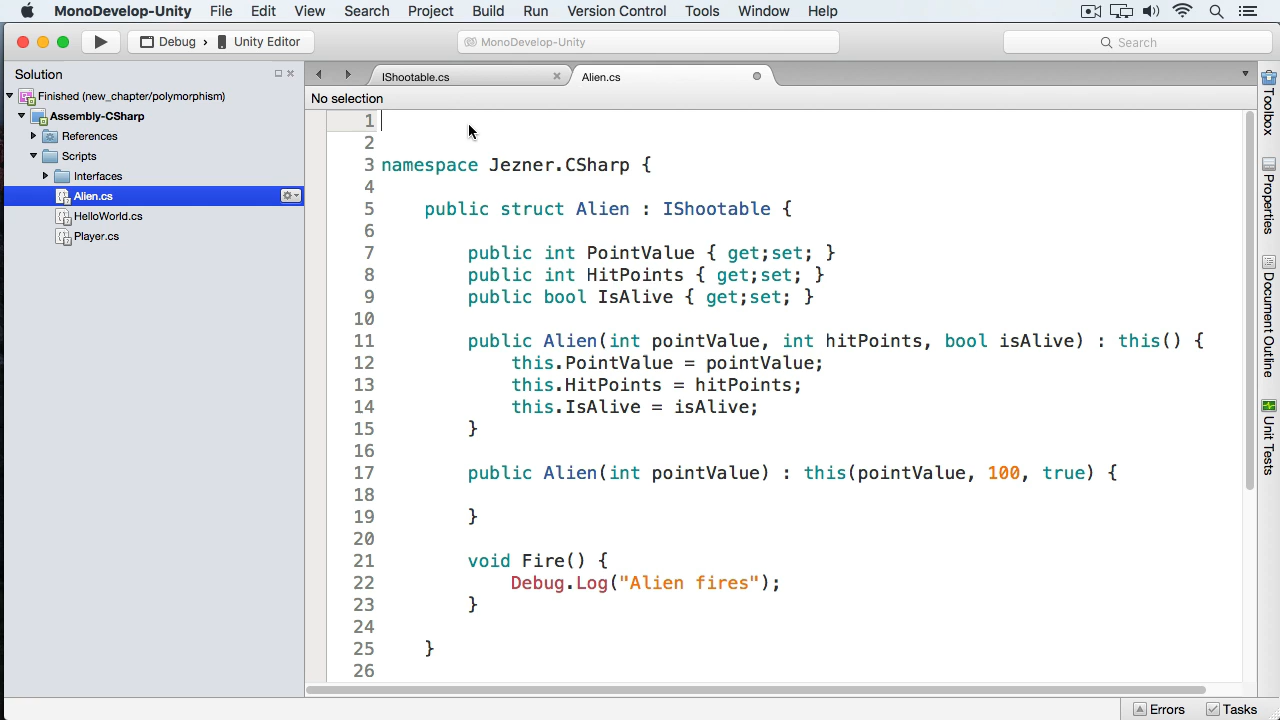 MonoDevelop-Unity File Edit View Search Project Build Run Version Control Tools Window Help
Debug › Unity Editor
MonoDevelop-Unity
Search
Solution
Finished (new_chapter/polymorphism)
Assembly-CSharp
References
Scripts
Interfaces
Alien.cs
HelloWorld.cs
Player.cs
IShootable.cs
Alien.cs
No selection
1
2
3 namespace Jezner.CSharp {
4
5 public struct Alien : IShootable {
6
7 public int PointValue { get;set; }
8 public int HitPoints { get;set; }
9 public bool IsAlive { get;set; }
10
11 public Alien(int pointValue, int hitPoints, bool isAlive) : this() {
12 this.PointValue = pointValue;
13 this.HitPoints = hitPoints;
14 this.IsAlive = isAlive;
15 }
16
17 public Alien(int pointValue) : this(pointValue, 100, true) {
18
19 }
20
21 void Fire() {
22 Debug.Log("Alien fires");
23 }
24
25 }
26
Toolbox
Properties
Document Outline
Unit Tests
Errors
Tasks